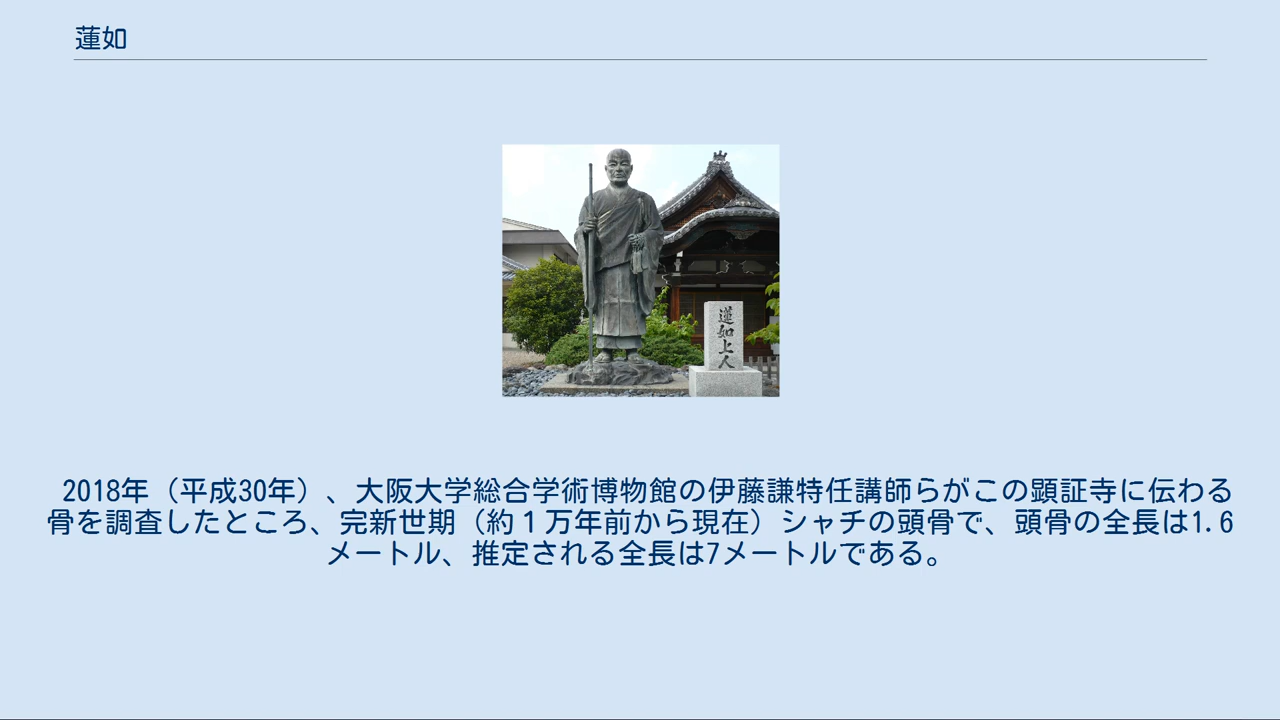 蓮如
蓮如上人
2018年（平成30年）、大阪大学総合学術博物館の伊藤謙特任講師らがこの顕証寺に伝わる
骨を調査したところ、完新世期（約１万年前から現在）シャチの頭骨で、頭骨の全長は1.6
メートル、推定される全長は7メートルである。